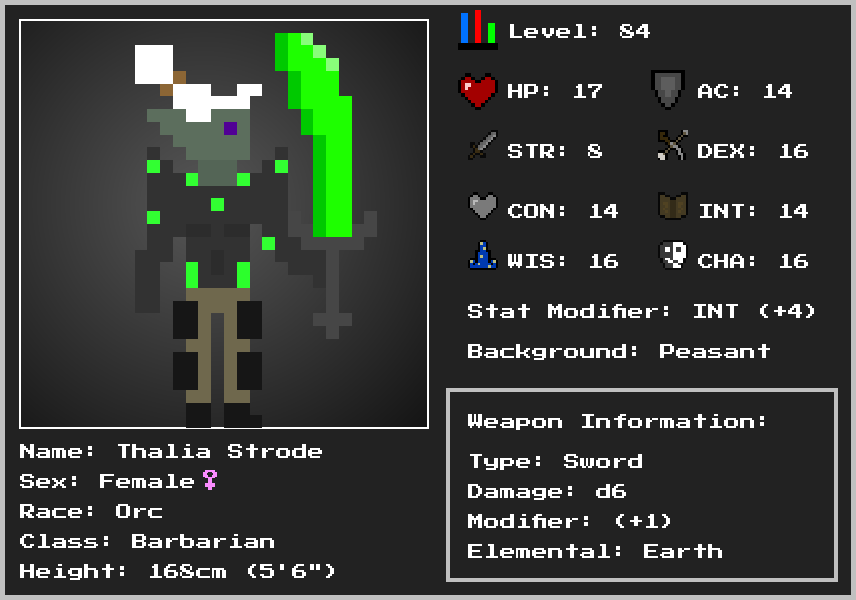 Level: 84
HP: 17
AC: 14
STR: 8
DEX: 16
CON: 14
INT: 14
WIS: 16
CHA: 16
Stat Modifier: INT (+4)
Background: Peasant
Name: Thalia Strode
Sex: Female♀
Race: Orc
Class: Barbarian
Height: 168cm (5'6")
Weapon Information:
Type: Sword
Damage: d6
Modifier: (+1)
Elemental: Earth